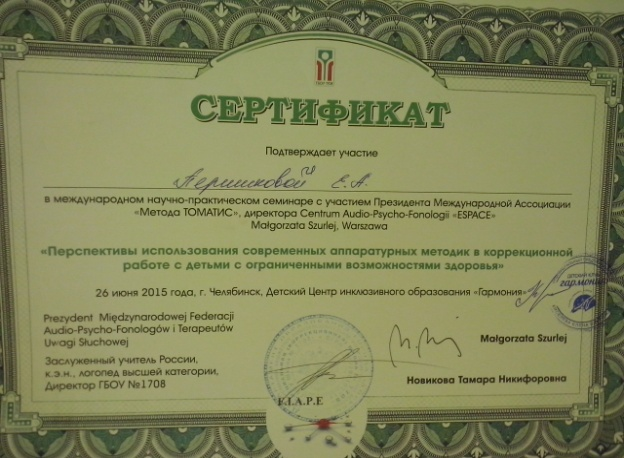 СЕРТИФИКАТ
Подтверждает участие
Е. А.
в международном научно-практическом семинаре с участием Президента Международной Ассоциации
«Метода ТОМАТИС», директора Centrum Audio-Psycho-Fonologii «ESPACE»
Małgorzata Szurlej, Warszawa
«Перспективы использования современных аппаратурных методик в коррекционной
работе с детьми с ограниченными возможностями здоровья»
26 июня 2015 года, г. Челябинск, Детский Центр инклюзивного образования «Гармония»
гармония
Prezydent Międzynarodowej Federacji
Audio-Psycho-Fonologów i Terapeutów
Uwagi Słuchowej
Małgorzata Szurlej
Заслуженный учитель России,
к.э.н., логопед высшей категории,
Директор ГБОУ №1708
Новикова Тамара Никифоровна
F.I.A.P.E